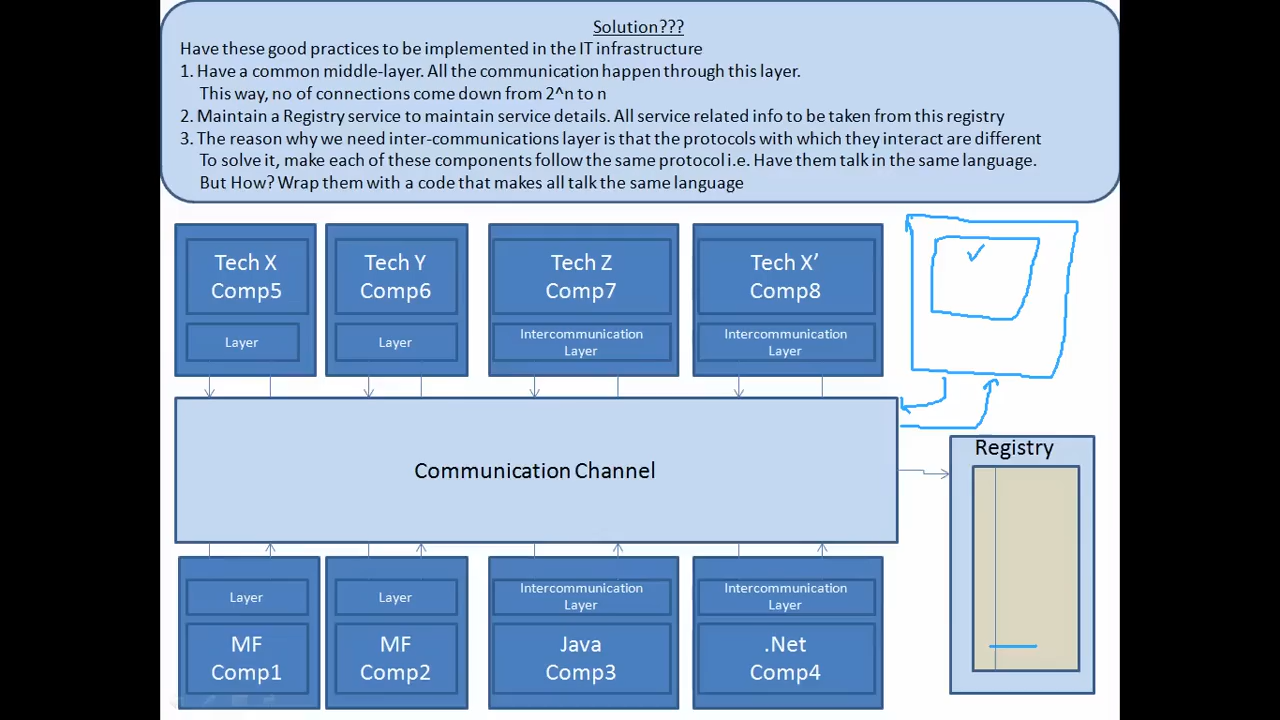 Solution???
Have these good practices to be implemented in the IT infrastructure
1. Have a common middle-layer. All the communication happen through this layer.
This way, no of connections come down from 2^n to n
2. Maintain a Registry service to maintain service details. All service related info to be taken from this registry
3. The reason why we need inter-communications layer is that the protocols with which they interact are different
To solve it, make each of these components follow the same protocol i.e. Have them talk in the same language.
But How? Wrap them with a code that makes all talk the same language
Tech X
Comp5
Layer
Tech Y
Comp6
Layer
Tech Z
Comp7
Intercommunication
Layer
Tech X’
Comp8
Intercommunication
Layer
Communication Channel
Registry
Layer
MF
Comp1
Layer
MF
Comp2
Intercommunication
Layer
Java
Comp3
Intercommunication
Layer
.Net
Comp4